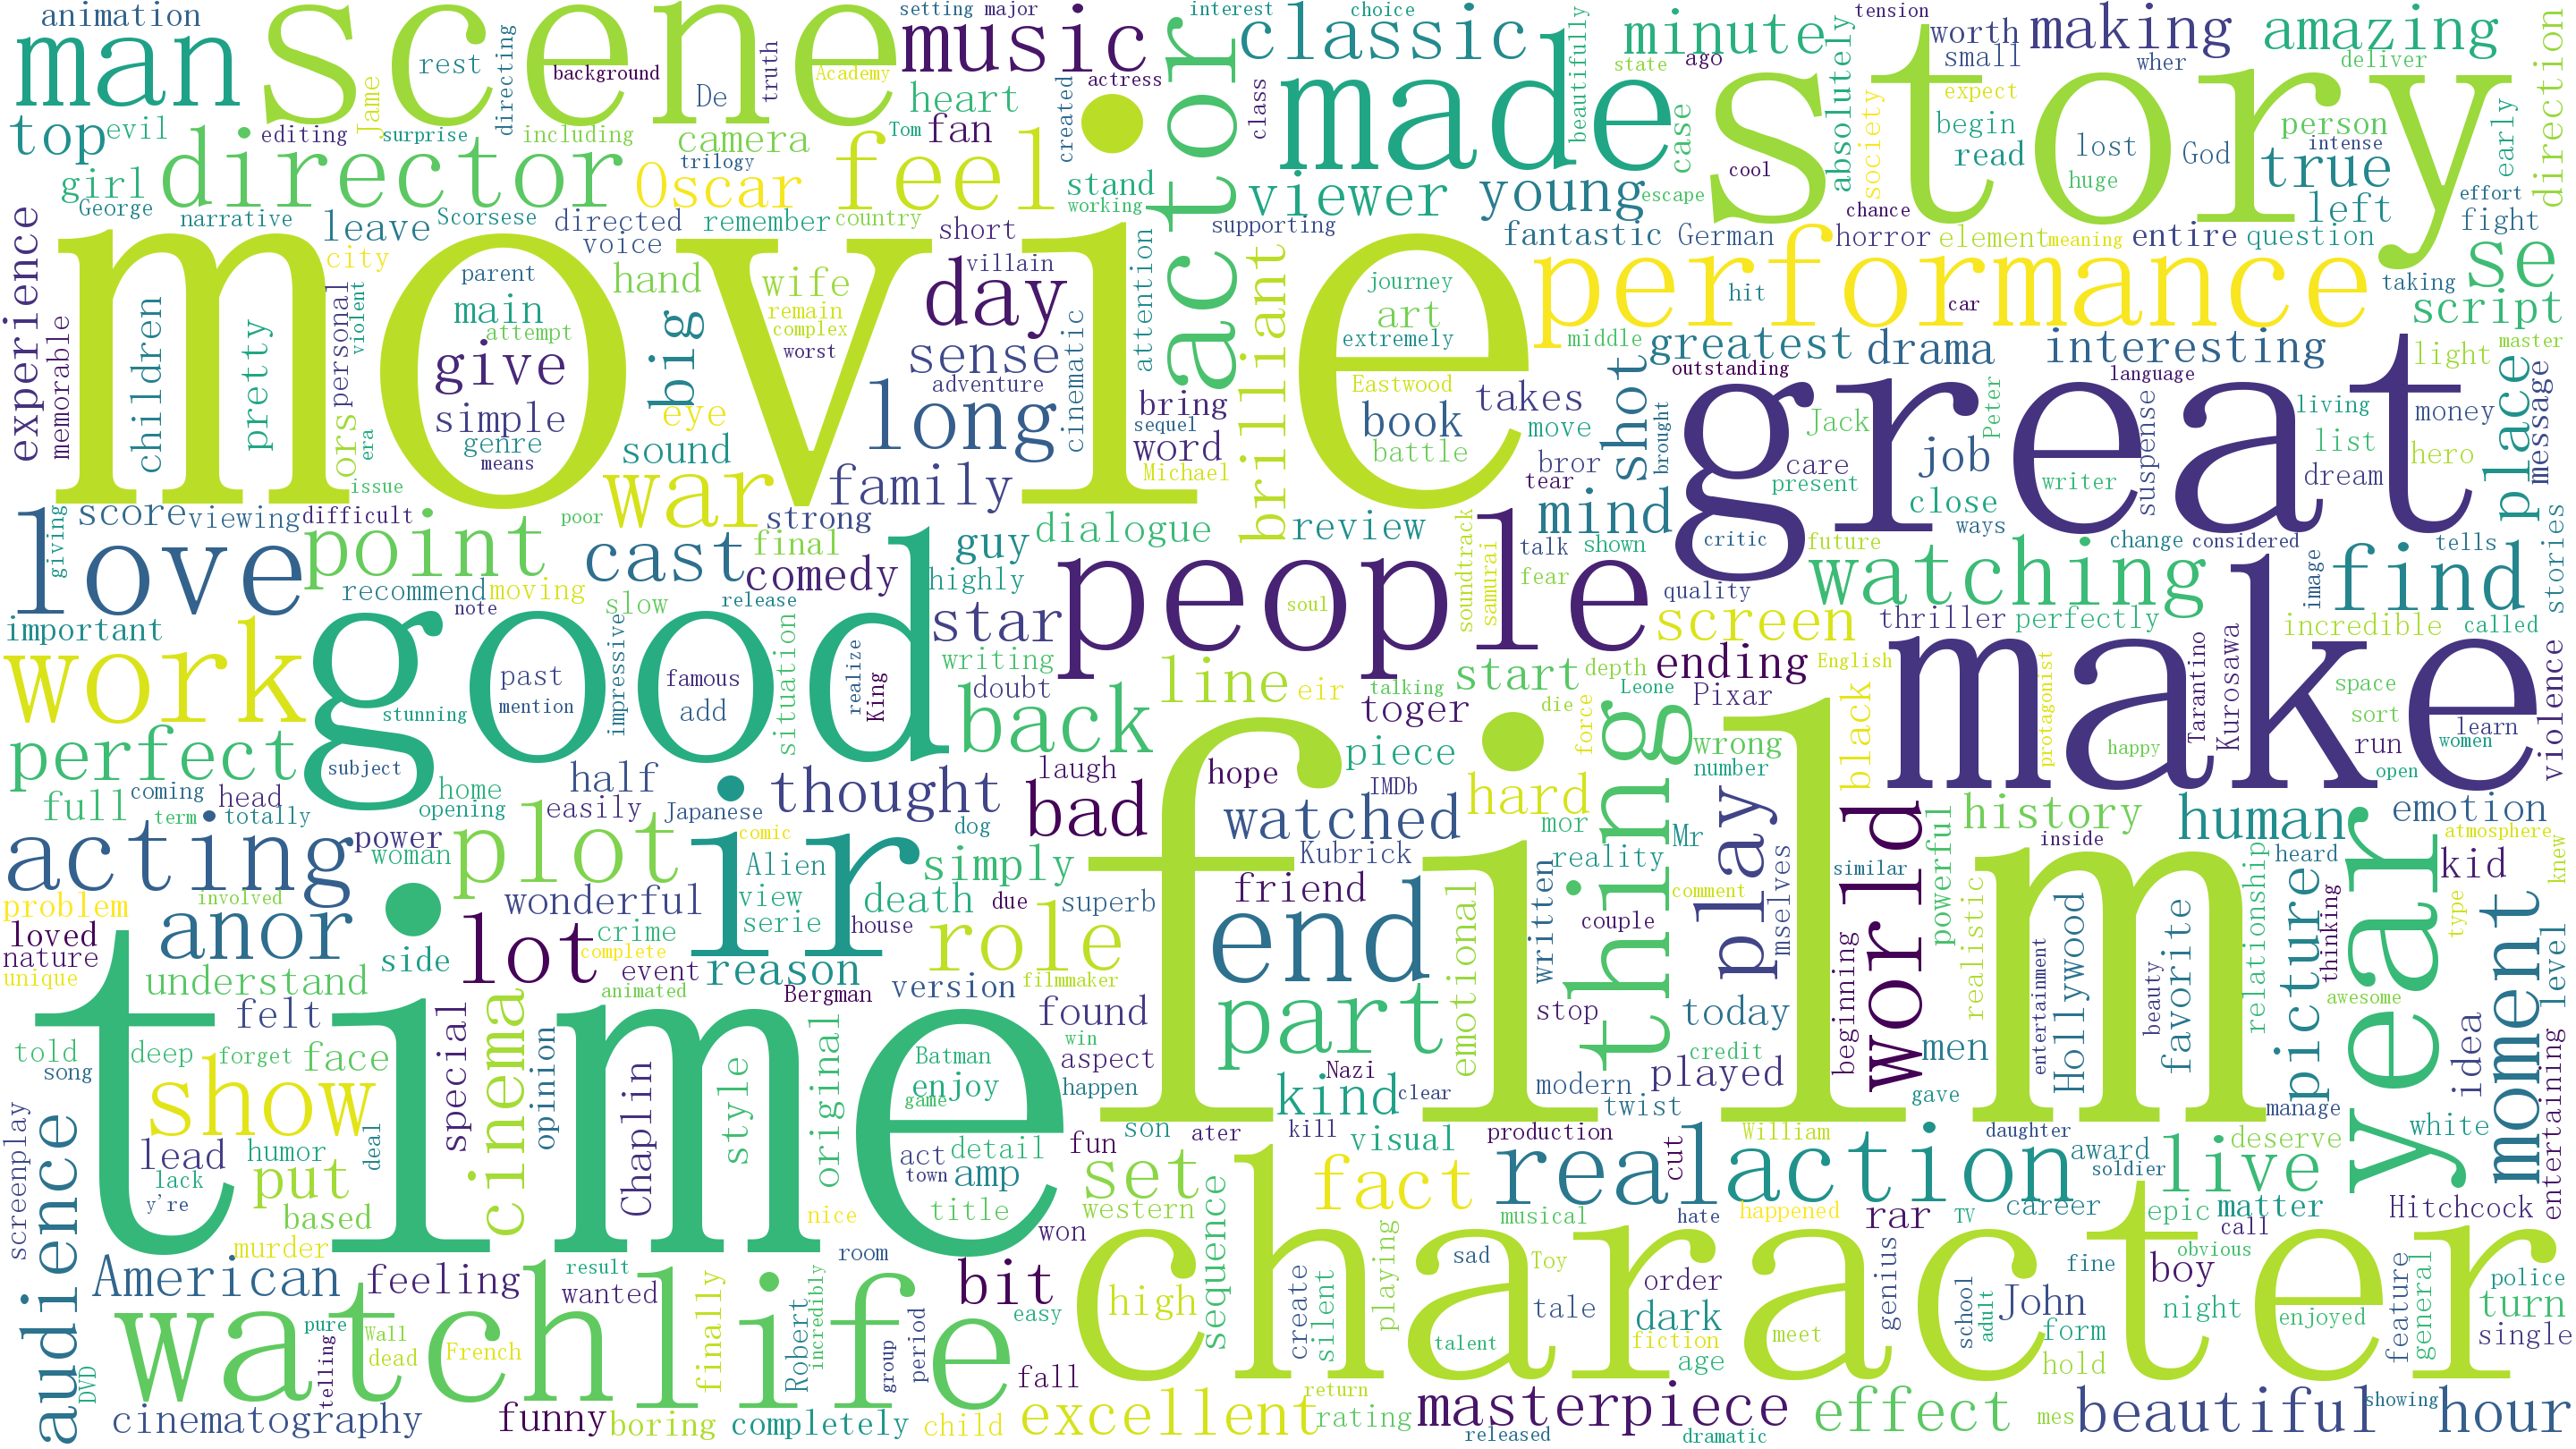 animation
man
scene
music
actor
classic
made
minute
story
making
amazing
setting major
interest
choice
tension
worth
deliver
rest
background
directing
Jame
De
truth
Academy
actress
heart
created
class
state
ago
beautifully
absolutely
small
wher
expect
top
evil
editing
surprise
including
camera
Tom
fan
case
society
begin
person
early
direction
girl
director
trilogy
Oscar
feel
stand
viewer
young
cool
read
lost
God
intense
true
huge
George
narrative
Scorsese
directed
remember
country
working
supporting
escape
chance
left
effort
experience
leave
voice
short
fantastic
German
horror
element
meaning
entire
question
fight
se
movie
city
parent
hand
wife
villain
day
attention
brilliant
journey
performance
hit
car
taking
script
memorable
children
pretty
personal
violent
main
attempt
big
remain
complex
worst
sense
art
extremely
middle
greatest
drama
interesting
light
master
give
adventure
cinematic
Eastwood
takes
shot
outstanding
great
language
place
message
ors
era
simple
genre
means
eye
sound
long
bring
sequel
word
Michael
book
battle
move
bror
tear
brought
Jack
care
present
job
Peter
close
writer
suspense
living
list
dream
money
hero
issue
war
family
giving
love
score
viewing
difficult
poor
point
cast
final
strong
comedy
guy
highly
dialogue
review
mind
talk
shown
fear
critic
ways
future
change
considered
tells
stories
recommend
moving
note
slow
release
people
soul
soundtrack
samurai
quality
watching
image
find
important
work
good
star
screen
thriller
perfectly
incredible
called
past
mention
famous
add
impressive
situation
realize
King
writing
doubt
line
eir
start
talking
depth
die
Leone
ending
English
Pixar
make
protagonist
happy
Tarantino
Kurosawa
space
sort
run
women
learn
open
violence
perfect
subject
stunning
back
toger
piece
force
thing
wrong
number
black
full
coming
head
term
totally
home
opening
half
easily
Japanese
thought
laugh
bad
hope
IMDb
hard
film
play
history
human
emotion
atmosphere
acting
power
woman
plot
ir
comic
dog
simply
watched
Kubrick
mor
reality
Mr
world
powerful
inside
year
heard
kid
knew
problem
involved
anor
wonderful
Alien
view
serie
death
superb
friend
comment
similar
realistic
relationship
picture
loved
nature
unique
understand
side
lot
crime
complete
event
reason
house
due
role
end
emotional
written
couple
mselves
favorite
thinking
type
moment
felt
animated
Bergman
version
filmmaker
found
part
stop
today
beginning
Hollywood
entertainment
beauty
awesome
level
told
deep
forget
face
song
time
special
cinema
opinion
style
original
Batman
enjoy
game
win
aspect
happen
Nazi
credit
men
idea
show
kind
clear
modern
played
gave
manage
entertaining
audience
screenplay
lead
humor
deal
Chaplin
twist
lack
y're
put
based
act
town
detail
amp
fun
son
ater
kill
visual
production
cut
William
daughter
award
soldier
deserve
white
title
set
western
fact
real
action
live
murder
nice
won
musical
hate
happened
TV
career
rar
epic
matter
call
Hitchcock
American
feeling
result
wanted
room
character
sequence
sad
Toy
order
genius
fine
boy
obvious
general
police
watch
life
bit
high
create
silent
playing
tale
dark
school
adult
John
night
enjoyed
feature
turn
pure
Wall
dead
French
finally
Robert
incredibly
group
period
easy
talent
fiction
meet
form
single
DVD
telling
fall
age
hold
cinematography
funny
boring
completely
child
excellent
return
rating
masterpiece
released
dramatic
effect
mes
beautiful
showing
hour